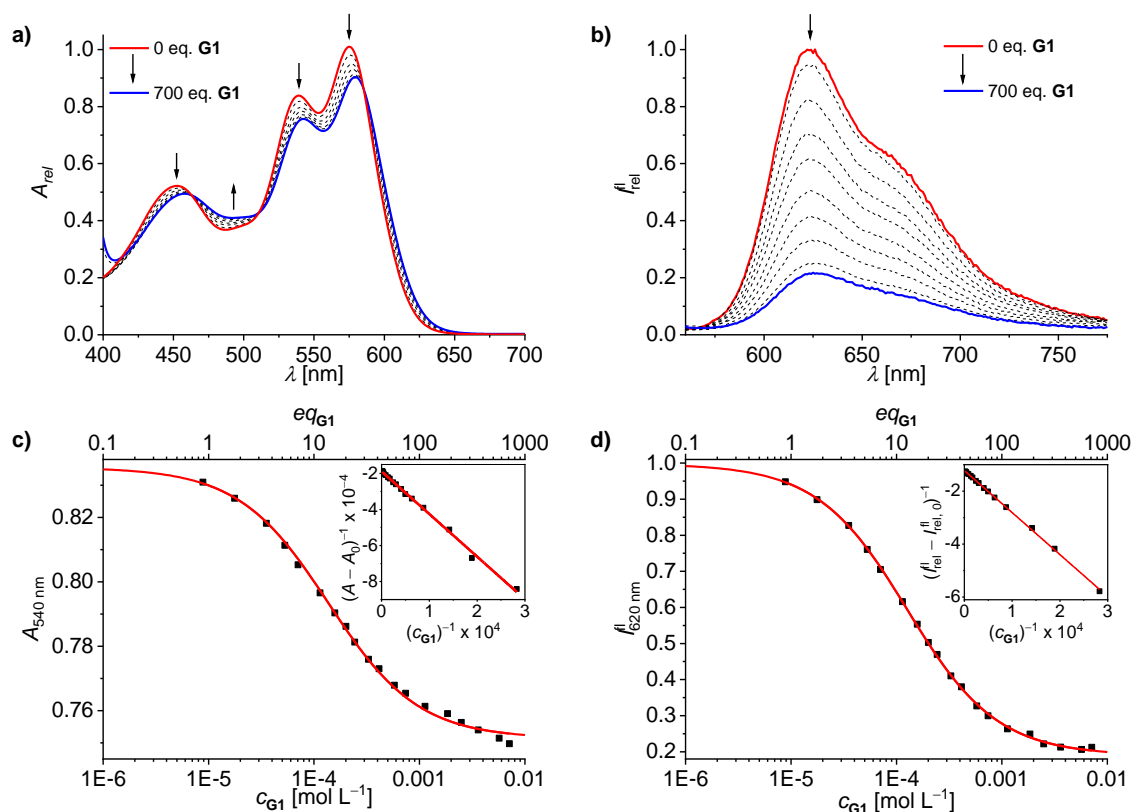 a)
0 eq. G1
700 eq. G1
1.0
0.8
0.6
0.4
0.2
0.0
A_rel
400 450 500 550 600 650 700
λ [nm]
b)
0 eq. G1
700 eq. G1
1.0
0.8
0.6
0.4
0.2
0.0
I^fl_rel
600 650 700 750
λ [nm]
c)
eq_G1
0.1 1 10 100 1000
0.82
0.80
0.78
0.76
A_540 nm
1E-6 1E-5 1E-4 0.001 0.01
c_G1 [mol L⁻¹]
−2
−4
−6
−8
(A − A₀)⁻¹ x 10⁻⁴
0 1 2 3
(c_G1)⁻¹ x 10⁴
d)
eq_G1
0.1 1 10 100 1000
1.0
0.9
0.8
0.7
0.6
0.5
0.4
0.3
0.2
I^fl_620 nm
1E-6 1E-5 1E-4 0.001 0.01
c_G1 [mol L⁻¹]
−2
−4
−6
(I^fl_rel − I^fl_rel, 0)⁻¹
0 1 2 3
(c_G1)⁻¹ x 10⁴